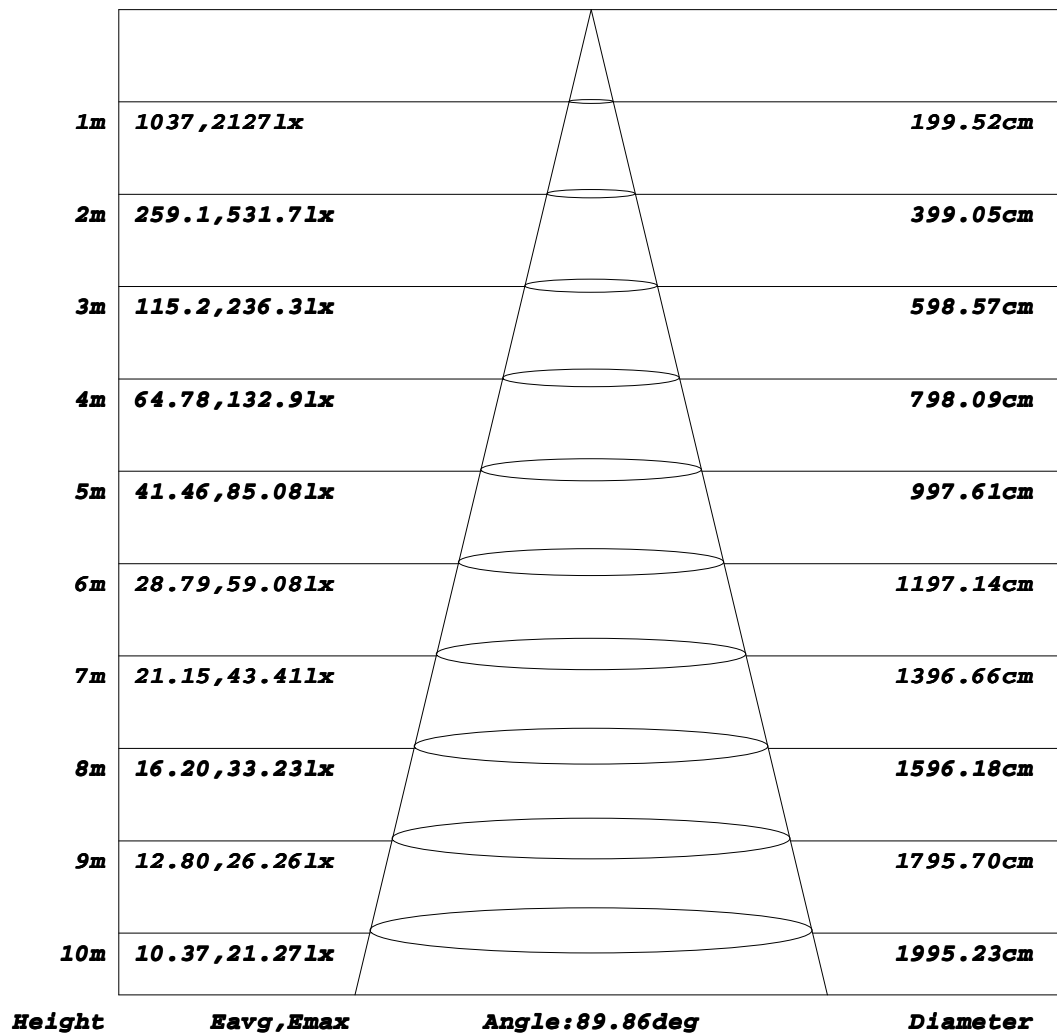 1m 1037,2127lx 199.52cm
2m 259.1,531.7lx 399.05cm
3m 115.2,236.3lx 598.57cm
4m 64.78,132.9lx 798.09cm
5m 41.46,85.08lx 997.61cm
6m 28.79,59.08lx 1197.14cm
7m 21.15,43.41lx 1396.66cm
8m 16.20,33.23lx 1596.18cm
9m 12.80,26.26lx 1795.70cm
10m 10.37,21.27lx 1995.23cm
Height Eavg,Emax Angle:89.86deg Diameter